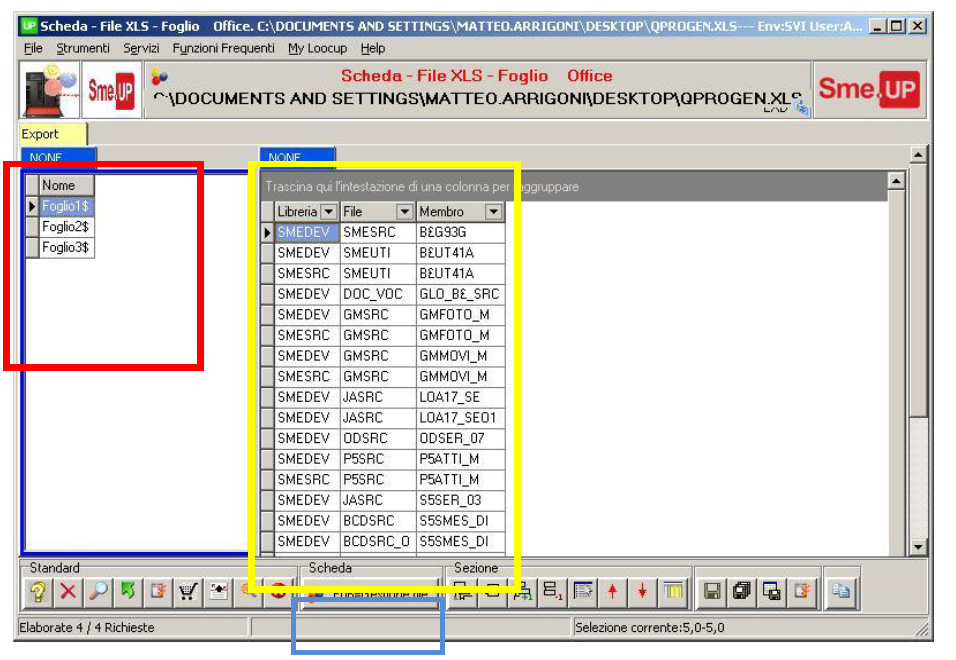 UP Scheda - File XLS - Foglio Office. C:\DOCUMENTS AND SETTINGS\MATTEO.ARRIGONI\DESKTOP\QPROGEN.XLS--- Env:SVI User:A...
File Strumenti Servizi Funzioni Frequenti My Loocup Help
Sme.UP
Scheda - File XLS - Foglio Office
C:\DOCUMENTS AND SETTINGS\MATTEO.ARRIGONI\DESKTOP\QPROGEN.XLS
Sme.UP
Export
NONE
NONE
Nome
Foglio1$
Foglio2$
Foglio3$
Trascina qui l'intestazione di una colonna per raggruppare
Libreria File Membro
SMEDEV SMESRC B£G93G
SMEDEV SMEUTI B£UT41A
SMESRC SMEUTI B£UT41A
SMEDEV DOC_VOC GLO_B£_SRC
SMEDEV GMSRC GMFOTO_M
SMESRC GMSRC GMFOTO_M
SMEDEV GMSRC GMMOVI_M
SMESRC GMSRC GMMOVI_M
SMEDEV JASRC LOA17_SE
SMEDEV JASRC LOA17_SE01
SMEDEV ODSRC ODSER_07
SMEDEV P5SRC P5ATTI_M
SMESRC P5SRC P5ATTI_M
SMEDEV JASRC S5SER_03
SMEDEV BCDSRC S5SMES_DI
SMEDEV BCDSRC_O S5SMES_DI
Standard Scheda Sezione
Elaborate 4 / 4 Richieste
Selezione corrente:5,0-5,0